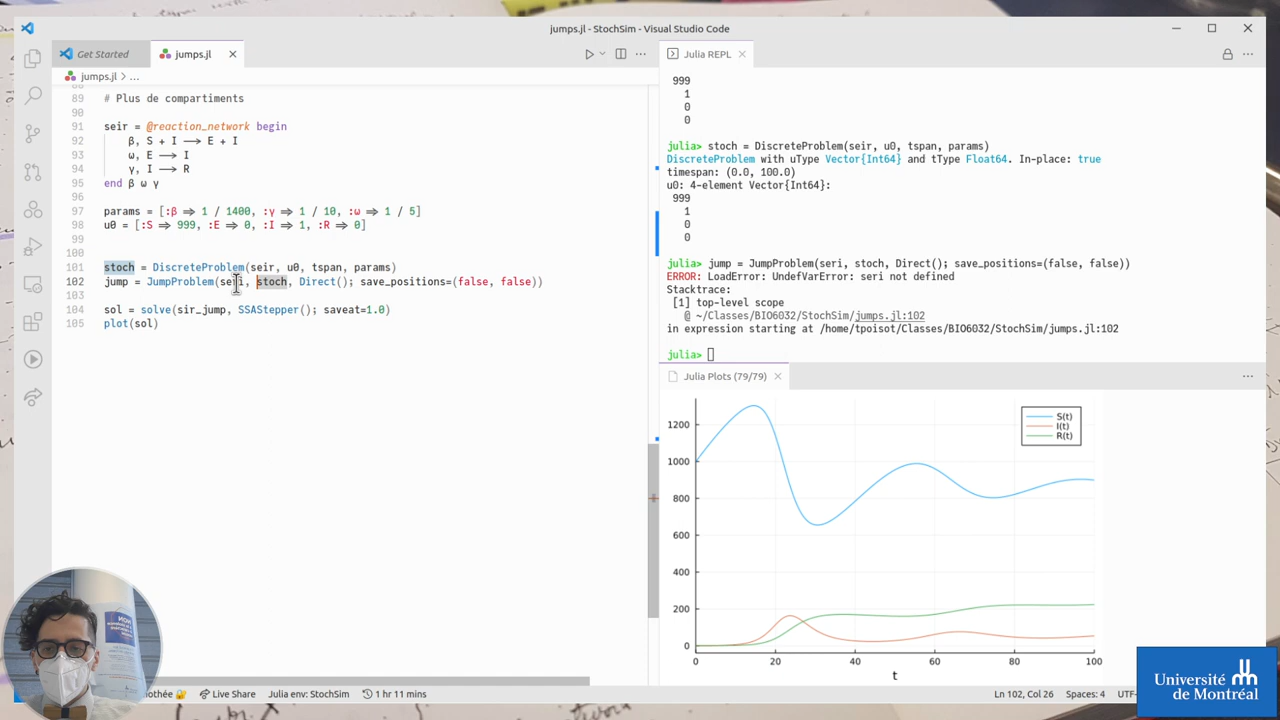 jumps.jl - StochSim - Visual Studio Code
Get Started
jumps.jl
jumps.jl > ...
88
89 # Plus de compartiments
90
91 seir = @reaction_network begin
92 β, S + I ⟶ E + I
93 ω, E ⟶ I
94 γ, I ⟶ R
95 end β ω γ
96
97 params = [:β => 1 / 1400, :γ => 1 / 10, :ω => 1 / 5]
98 u0 = [:S => 999, :E => 0, :I => 1, :R => 0]
99
100
101 stoch = DiscreteProblem(seir, u0, tspan, params)
102 jump = JumpProblem(seri, stoch, Direct(); save_positions=(false, false))
103
104 sol = solve(sir_jump, SSAStepper(); saveat=1.0)
105 plot(sol)
Julia REPL
999
1
0
0
julia> stoch = DiscreteProblem(seir, u0, tspan, params)
DiscreteProblem with uType Vector{Int64} and tType Float64. In-place: true
timespan: (0.0, 100.0)
u0: 4-element Vector{Int64}:
999
1
0
0
julia> jump = JumpProblem(seri, stoch, Direct(); save_positions=(false, false))
ERROR: LoadError: UndefVarError: seri not defined
Stacktrace:
[1] top-level scope
@ ~/Classes/BIO6032/StochSim/jumps.jl:102
in expression starting at /home/tpoisot/Classes/BIO6032/StochSim/jumps.jl:102
julia>
Julia Plots (79/79)
1200
1000
800
600
400
200
0
S(t)
I(t)
R(t)
0 20 40 60 80 100
t
Live Share
Julia env: StochSim
1 hr 11 mins
Ln 102, Col 26
Spaces: 4
Université
de Montréal